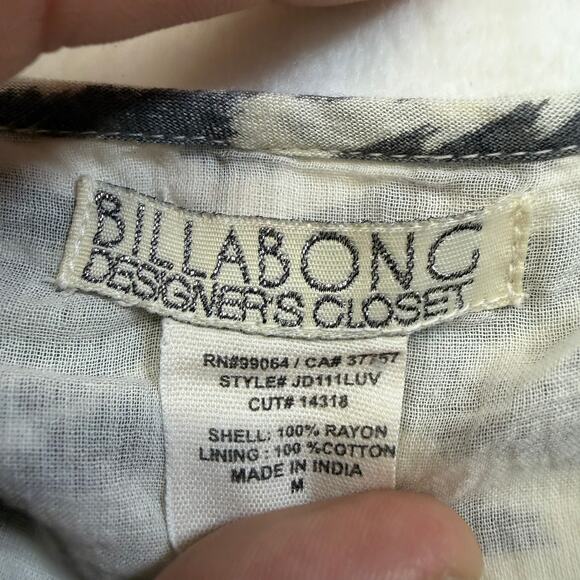 BILLABONG
DESIGNER'S CLOSET
RN#99064 / CA# 37757
STYLE# JD111LUV
CUT# 14318
SHELL: 100% RAYON
LINING : 100 %COTTON
MADE IN INDIA
M